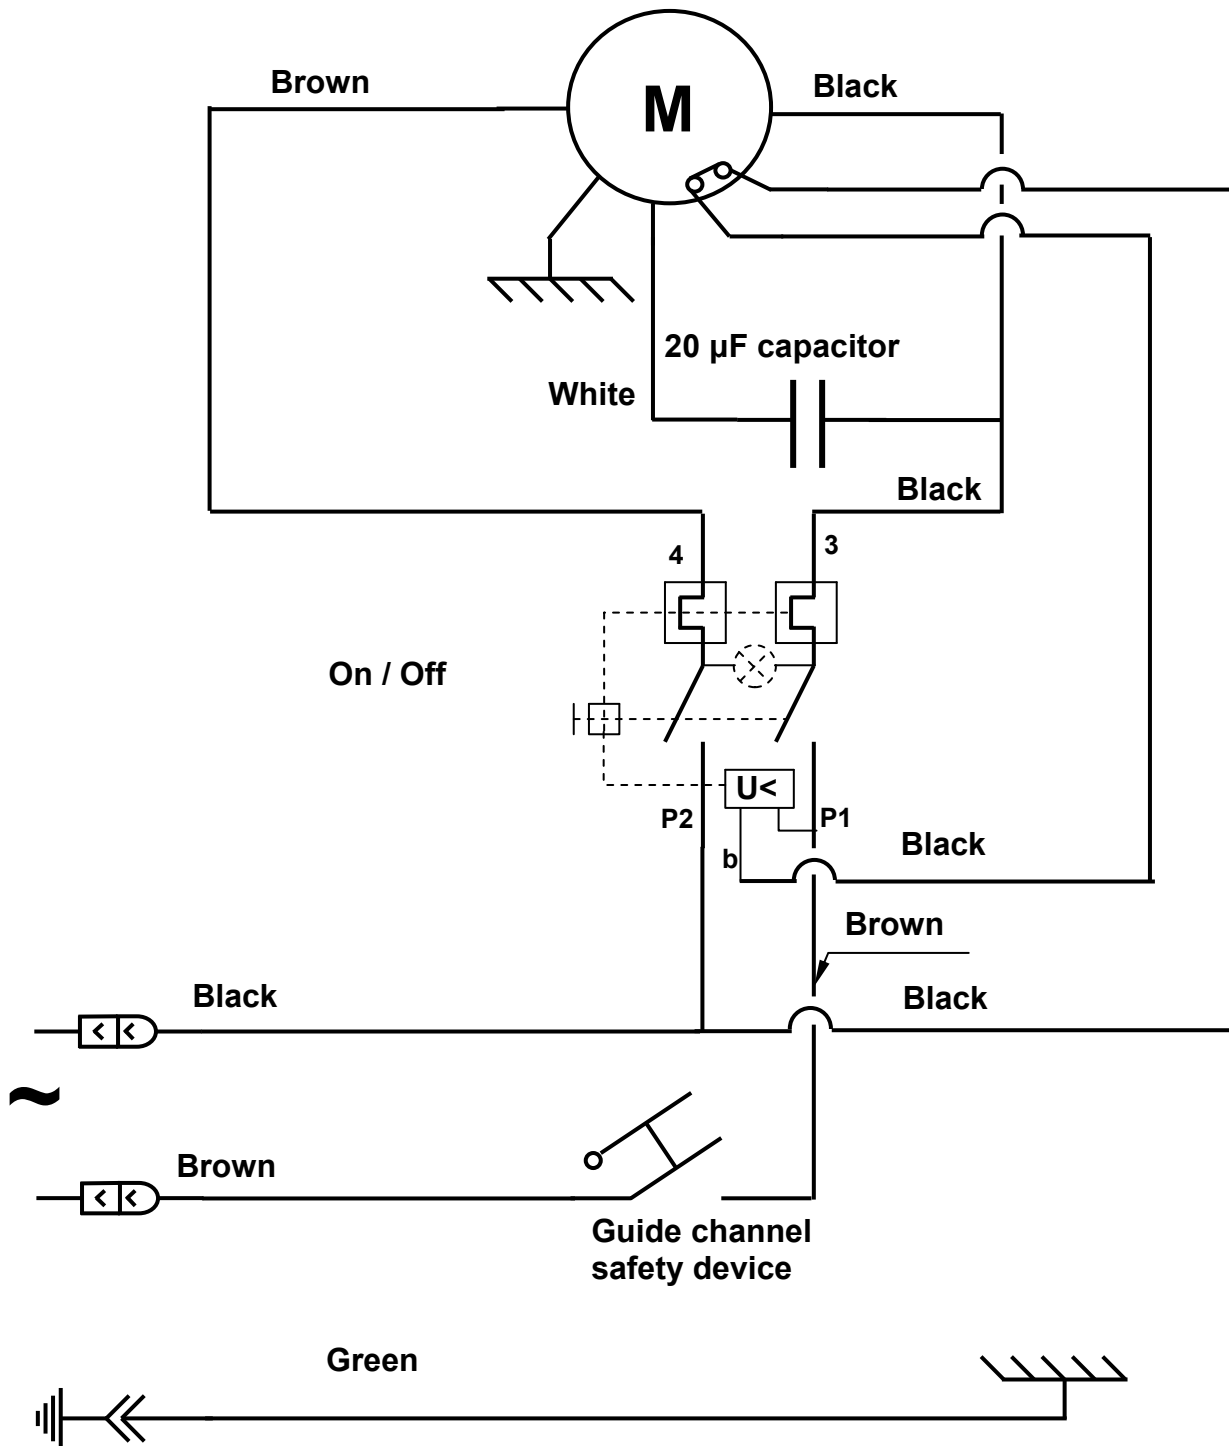 Brown
M
Black
20 µF capacitor
White
Black
4
3
On / Off
U<
P2
P1
b
Black
Brown
Black
Black
~
Brown
Guide channel
safety device
Green